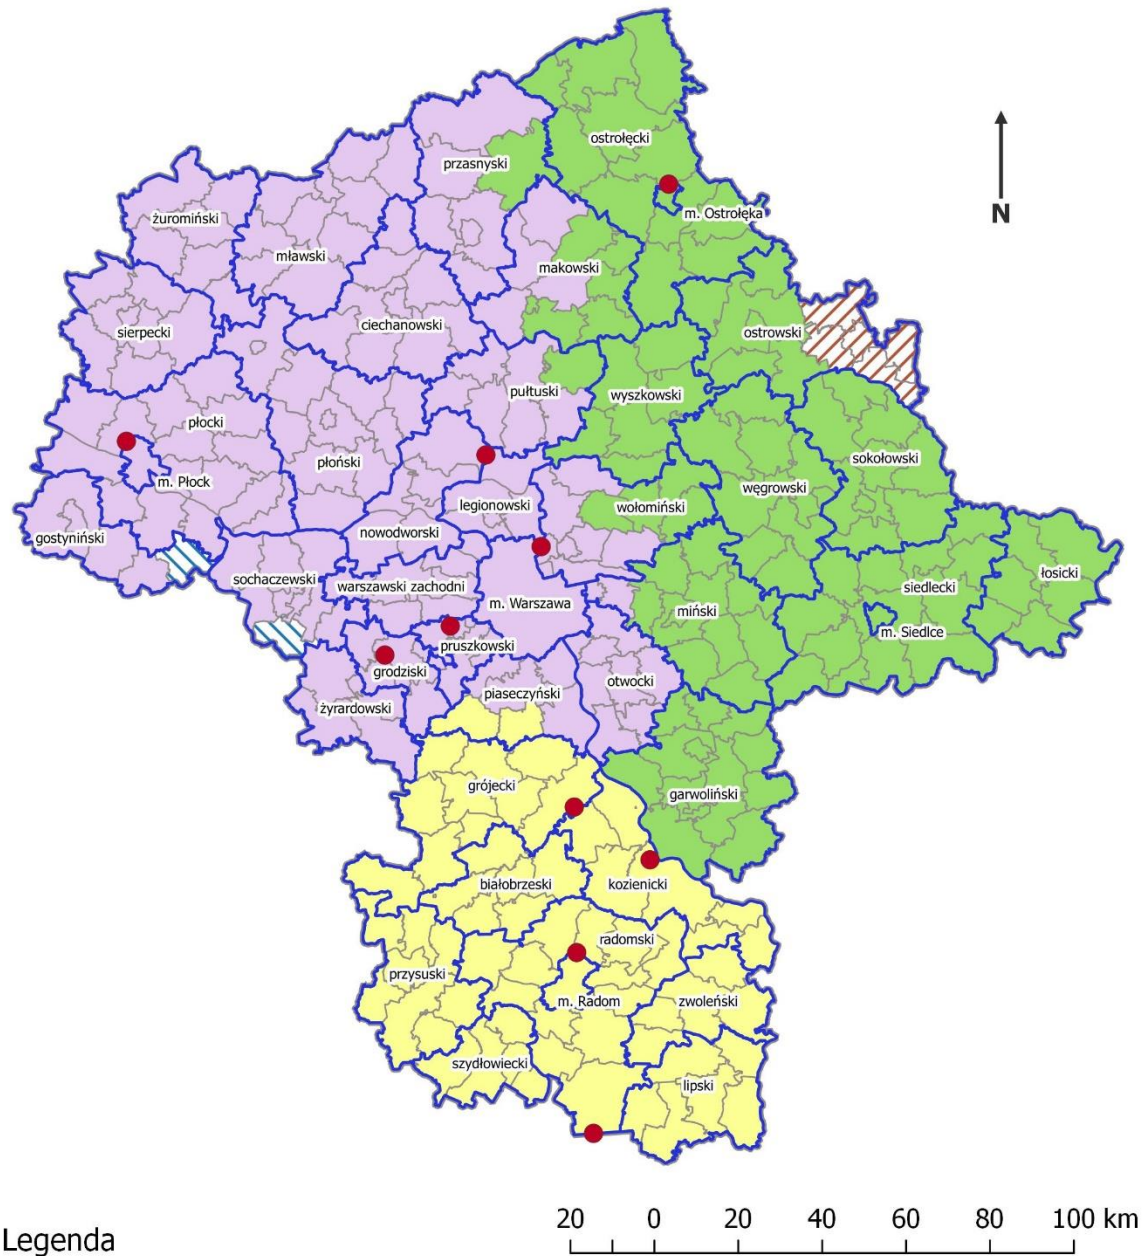 ostrołęcki
przasnyski
N
m. Ostrołęka
żuromiński
mławski
makowski
ciechanowski
sierpecki
ostrowski
pułtuski
wyszkowski
płocki
sokołowski
płoński
m. Płock
węgrowski
legionowski
wołomiński
nowodworski
gostyniński
sochaczewski
łosicki
warszawski zachodni
siedlecki
m. Warszawa
miński
m. Siedlce
pruszkowski
grodziski
otwocki
piaseczyński
żyrardowski
grójecki
garwoliński
białobrzeski
kozienicki
radomski
przysuski
m. Radom
zwoleński
szydłowiecki
lipski
20 0 20 40 60 80 100 km
Legenda